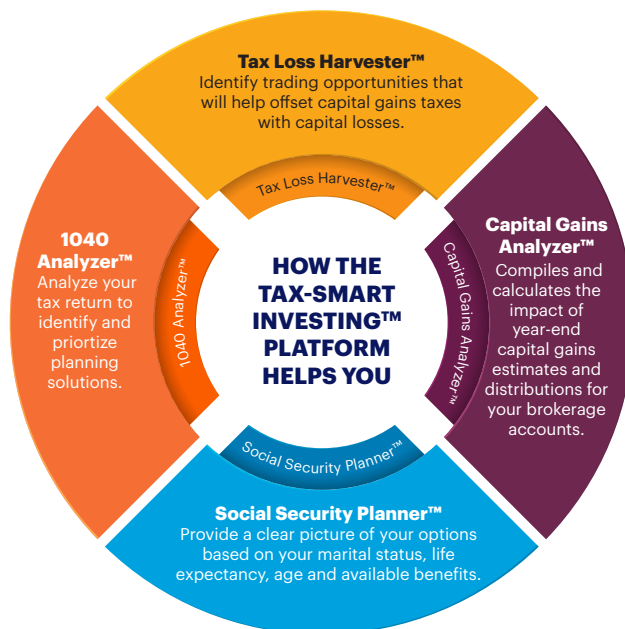 Tax Loss Harvester™
Identify trading opportunities that
will help offset capital gains taxes
with capital losses.
Tax Loss Harvester™
1040
Analyzer™
Analyze your
tax return to
identify and
priortize
planning
solutions.
1040 Analyzer™
HOW THE
TAX-SMART
INVESTING™
PLATFORM
HELPS YOU
Capital Gains Analyzer™
Capital Gains
Analyzer™
Compiles and
calculates the
impact of
year-end
capital gains
estimates and
distributions for
your brokerage
accounts.
Social Security Planner™
Social Security Planner™
Provide a clear picture of your options
based on your marital status, life
expectancy, age and available benefits.